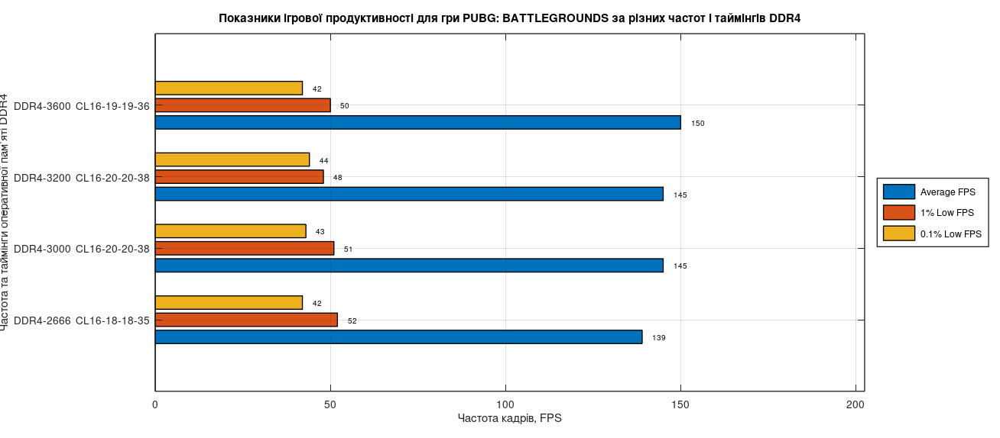 Показники ігрової продуктивності для гри PUBG: BATTLEGROUNDS за різних частот і таймінгів DDR4
Частота та таймінги оперативної пам'яті DDR4
DDR4-3600 CL16-19-19-36
42
50
150
DDR4-3200 CL16-20-20-38
44
48
145
DDR4-3000 CL16-20-20-38
43
51
145
DDR4-2666 CL16-18-18-35
42
52
139
0 50 100 150 200
Частота кадрів, FPS
Average FPS
1% Low FPS
0.1% Low FPS